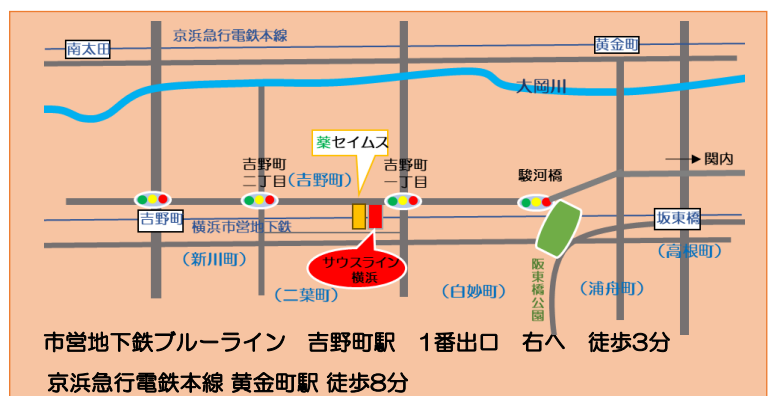 京浜急行電鉄本線
南太田
黄金町
大岡川
薬セイムス
吉野町
二丁目
(吉野町)
吉野町
一丁目
駿河橋
→関内
吉野町
横浜市営地下鉄
坂東橋
(新川町)
サウスライン
横浜
(二葉町)
(白妙町)
阪東橋公園
(浦舟町)
(高根町)
市営地下鉄ブルーライン 吉野町駅 1番出口 右へ 徒歩3分
京浜急行電鉄本線 黄金町駅 徒歩8分